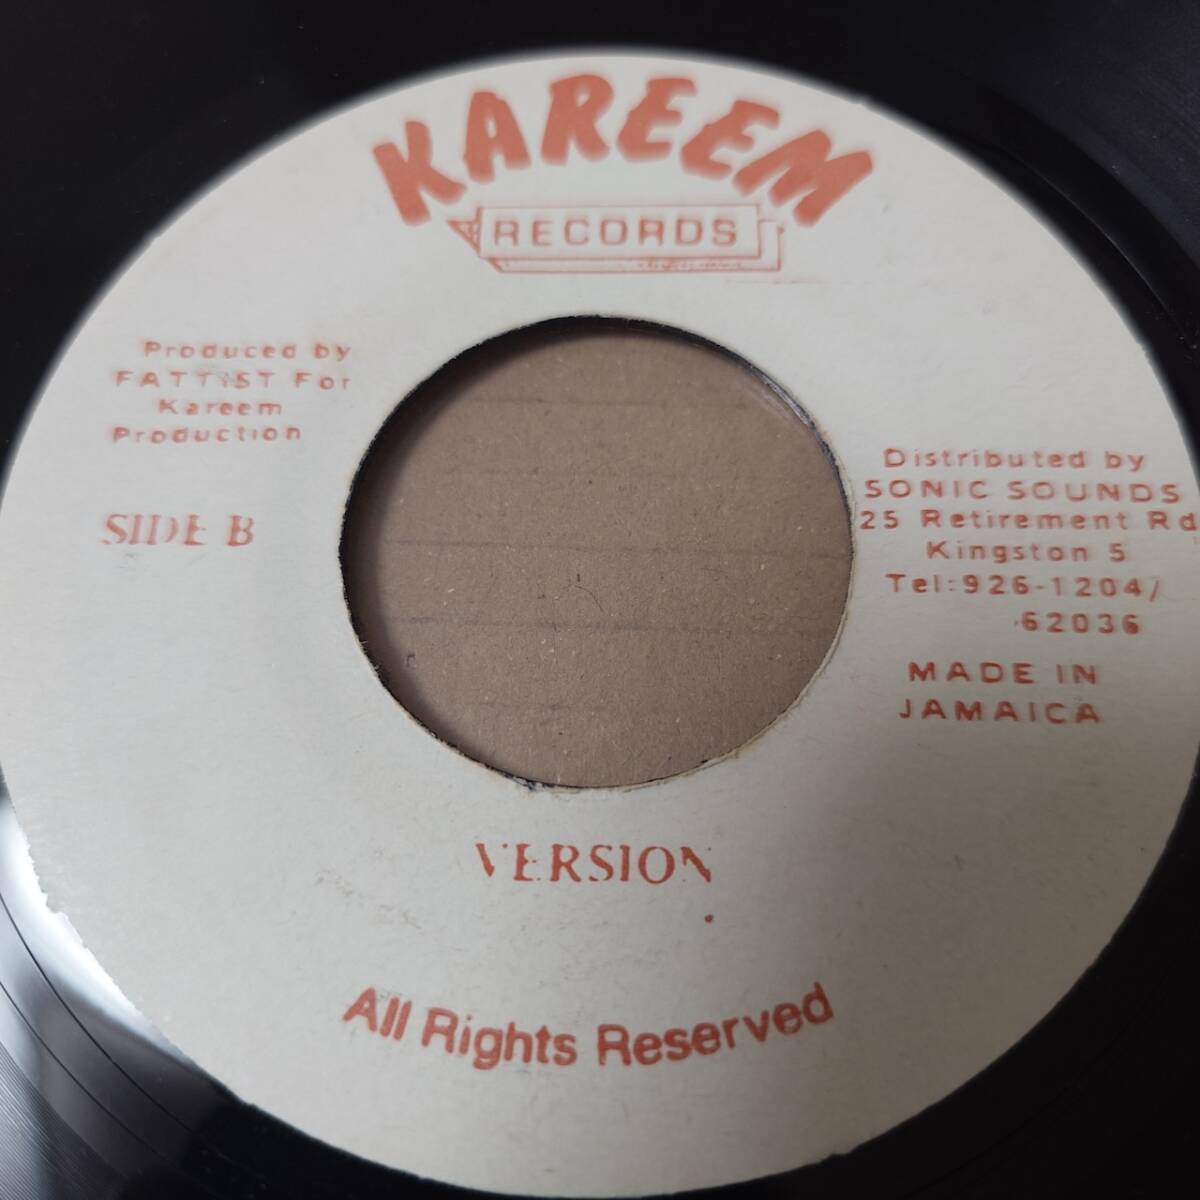 KAREEM
RECORDS
Produced by
FATTIST For
Kareem
Production
SIDE B
Distributed by
SONIC SOUNDS
25 Retirement Rd
Kingston 5
Tel:926-1204/
62036
MADE IN
JAMAICA
VERSION
All Rights Reserved